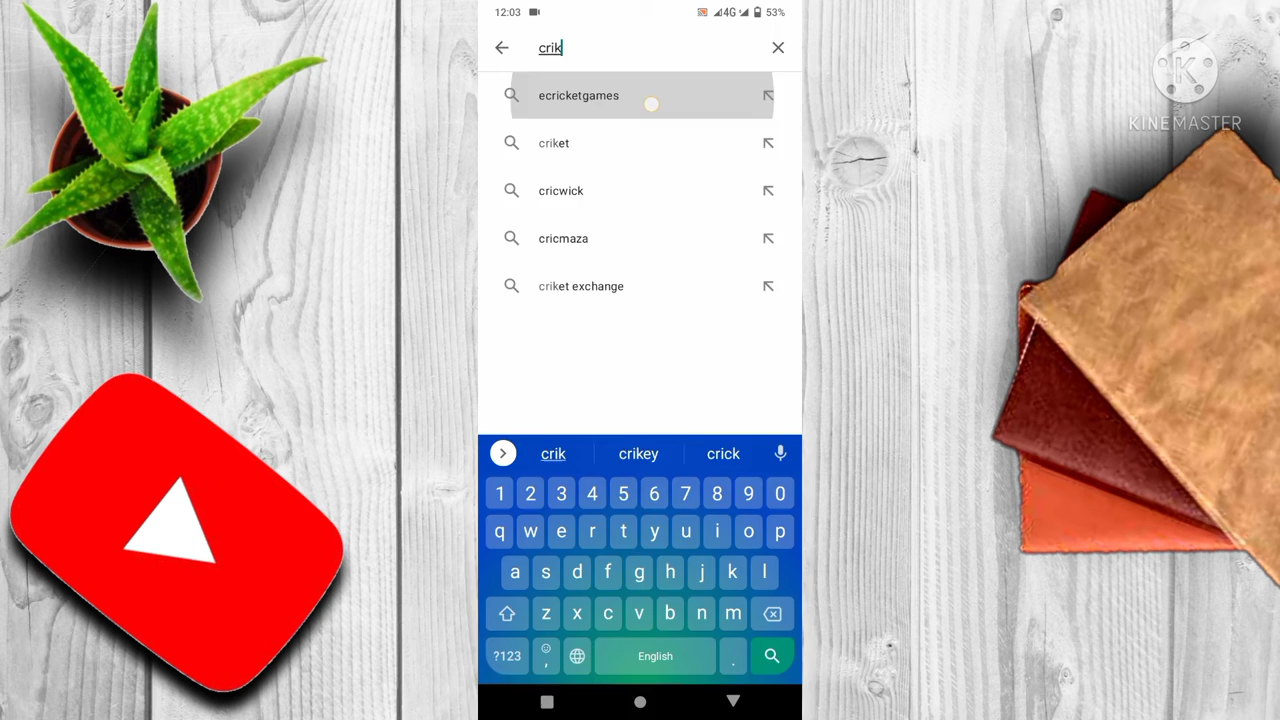 12:03 4G 53%
crik
ecricketgames
criket
cricwick
cricmaza
criket exchange
K
KINEMASTER
crik crikey crick
1 2 3 4 5 6 7 8 9 0
q w e r t y u i o p
a s d f g h j k l
z x c v b n m
?123 , English .